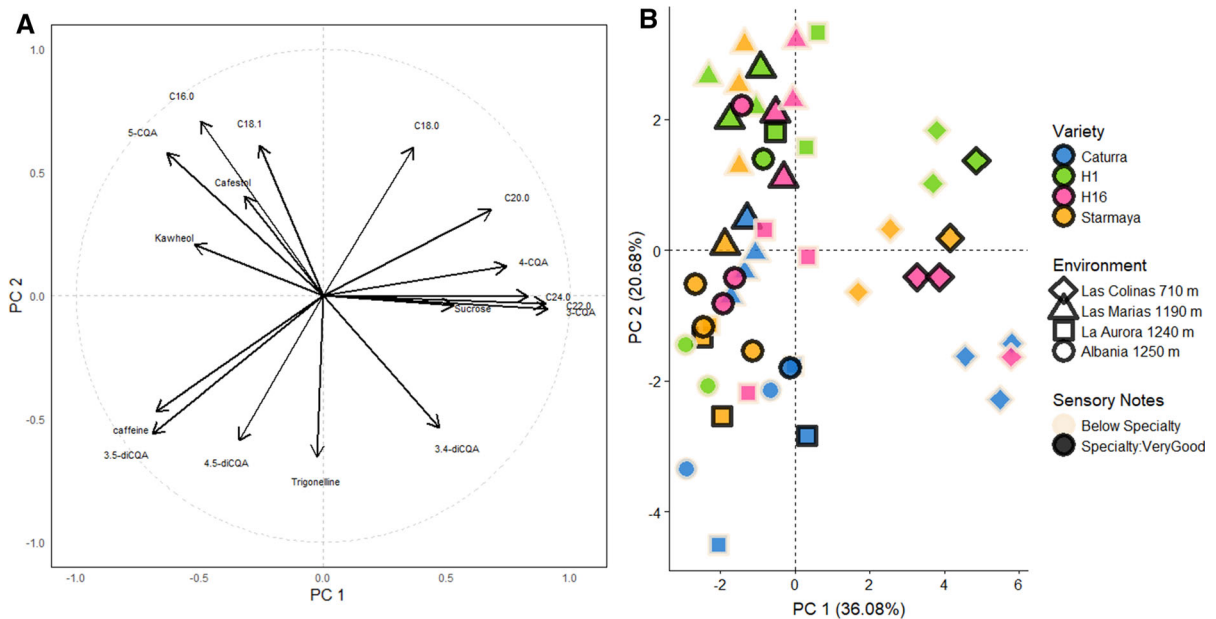 A
1.0
0.5
0.0
-0.5
-1.0
PC 2
C16.0
C18.1
C18.0
5-CQA
Cafestol
C20.0
Kawheol
4-CQA
C24.0
C22.0
Sucrose
3-CQA
caffeine
3.5-diCQA
4.5-diCQA
3.4-diCQA
Trigonelline
-1.0
-0.5
0.0
0.5
1.0
PC 1
B
2
0
-2
-4
PC 2 (20.68%)
-2
0
2
4
6
PC 1 (36.08%)
Variety
Caturra
H1
H16
Starmaya
Environment
Las Colinas 710 m
Las Marias 1190 m
La Aurora 1240 m
Albania 1250 m
Sensory Notes
Below Specialty
Specialty:VeryGood